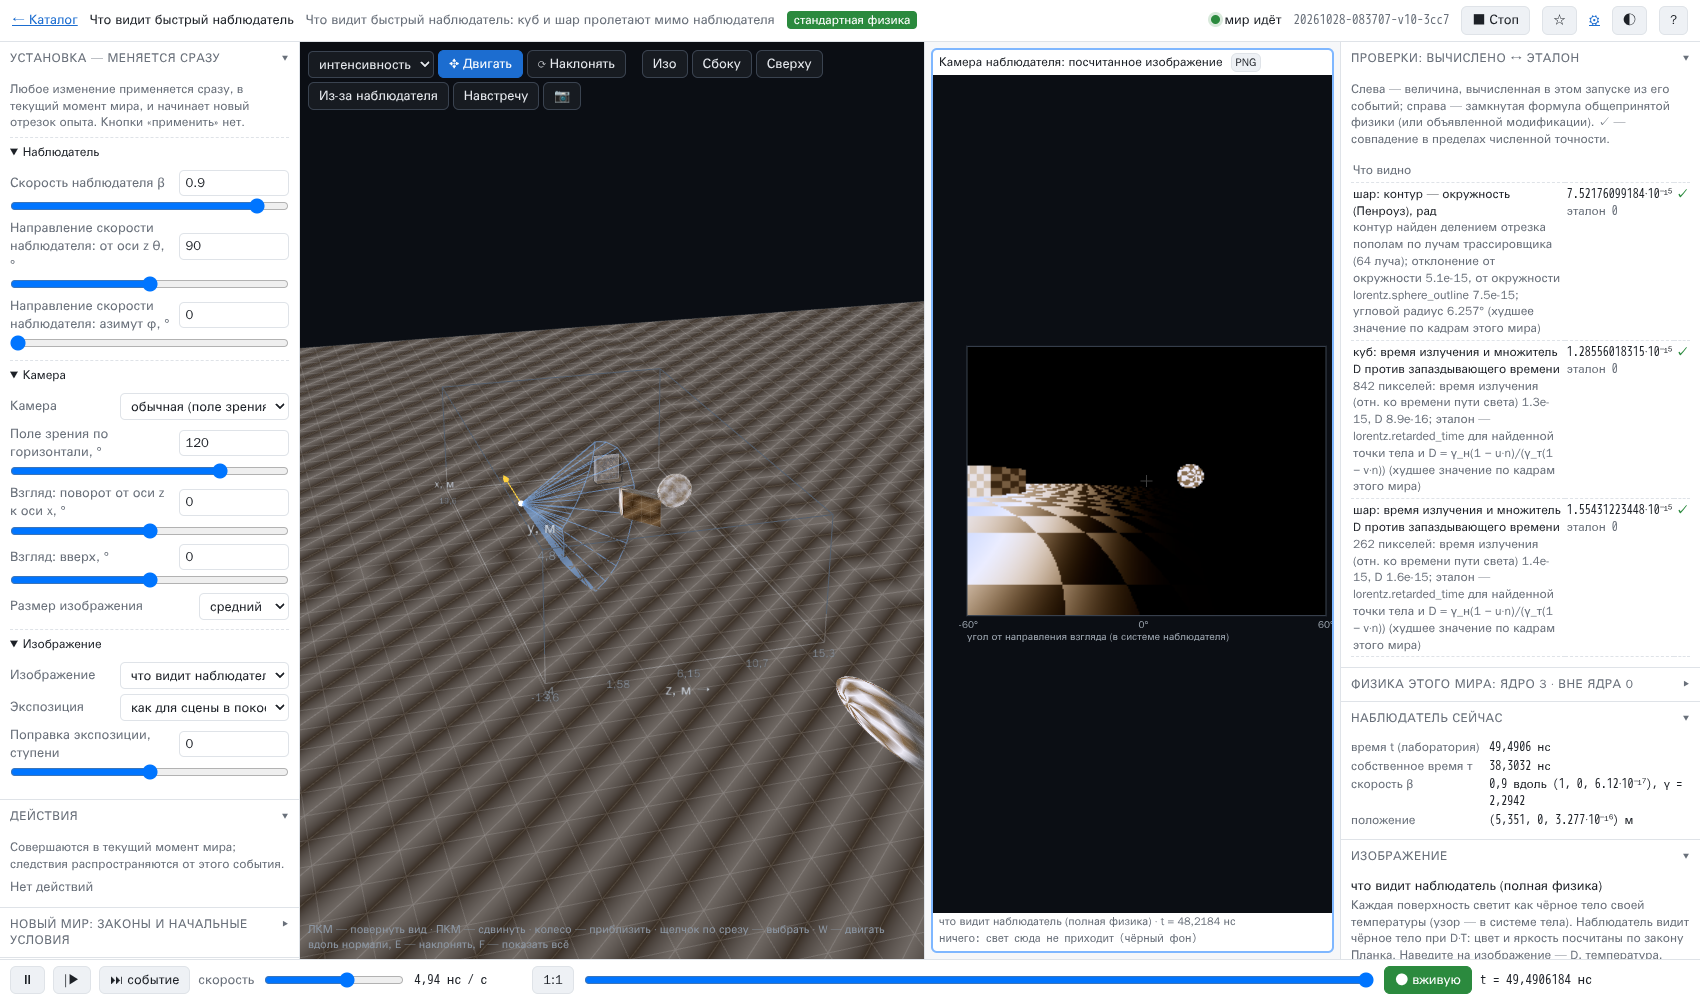 ← Каталог Что видит быстрый наблюдатель Что видит быстрый наблюдатель: куб и шар пролетают мимо наблюдателя стандартная физика мир идёт 20261028-083707-v10-3cc7 ■ Стоп ☆ ⚙ ◐ ?
УСТАНОВКА — МЕНЯЕТСЯ СРАЗУ ▾
Любое изменение применяется сразу, в
текущий момент мира, и начинает новый
отрезок опыта. Кнопки «применить» нет.
▼ Наблюдатель
Скорость наблюдателя β 0.9
Направление скорости
наблюдателя: от оси z θ, 90
°
Направление скорости
наблюдателя: азимут φ, ° 0
▼ Камера
Камера обычная (поле зрения
Поле зрения по
горизонтали, ° 120
Взгляд: поворот от оси z
к оси x, ° 0
Взгляд: вверх, ° 0
Размер изображения средний
▼ Изображение
Изображение что видит наблюдател
Экспозиция как для сцены в покое
Поправка экспозиции,
ступени 0
ДЕЙСТВИЯ ▾
Совершаются в текущий момент мира;
следствия распространяются от этого события.
Нет действий
НОВЫЙ МИР: ЗАКОНЫ И НАЧАЛЬНЫЕ
УСЛОВИЯ ▸
интенсивность ✥ Двигать ⟳ Наклонять Изо Сбоку Сверху
Из-за наблюдателя Навстречу 📷
x, м
y, м
z, м
1.58
6,15
10,7
15.3
ЛКМ — повернуть вид · ПКМ — сдвинуть · колесо — приблизить · щелчок по срезу — выбрать · W — двигать
вдоль нормали, E — наклонять, F — показать всё
Камера наблюдателя: посчитанное изображение PNG
-60° 0° 60°
угол от направления взгляда (в системе наблюдателя)
что видит наблюдатель (полная физика) · t = 48,2184 нс
ничего: свет сюда не приходит (чёрный фон)
ПРОВЕРКИ: ВЫЧИСЛЕНО ↔ ЭТАЛОН ▾
Слева — величина, вычисленная в этом запуске из его
событий; справа — замкнутая формула общепринятой
физики (или объявленной модификации). ✓ —
совпадение в пределах численной точности.
Что видно
шар: контур — окружность 7.52176099184·10⁻¹⁵ ✓
(Пенроуз), рад эталон 0
контур найден делением отрезка
пополам по лучам трассировщика
(64 луча); отклонение от
окружности 5.1e-15, от окружности
lorentz.sphere_outline 7.5e-15;
угловой радиус 6.257° (худшее
значение по кадрам этого мира)
куб: время излучения и множитель 1.28556018315·10⁻¹⁵ ✓
D против запаздывающего времени эталон 0
842 пикселей: время излучения
(отн. ко времени пути света) 1.3e-
15, D 8.9e-16; эталон —
lorentz.retarded_time для найденной
точки тела и D = γ_н(1 − u·n)/(γ_т(1
− v·n)) (худшее значение по кадрам
этого мира)
шар: время излучения и множитель 1.55431223448·10⁻¹⁵ ✓
D против запаздывающего времени эталон 0
262 пикселей: время излучения
(отн. ко времени пути света) 1.4e-
15, D 1.6e-15; эталон —
lorentz.retarded_time для найденной
точки тела и D = γ_н(1 − u·n)/(γ_т(1
− v·n)) (худшее значение по кадрам
этого мира)
ФИЗИКА ЭТОГО МИРА: ЯДРО 3 · ВНЕ ЯДРА 0 ▸
НАБЛЮДАТЕЛЬ СЕЙЧАС ▾
время t (лаборатория) 49,4906 нс
собственное время τ 38,3032 нс
скорость β 0,9 вдоль (1, 0, 6.12·10⁻¹⁷), γ =
2,2942
положение (5,351, 0, 3.277·10⁻¹⁶) м
ИЗОБРАЖЕНИЕ ▾
что видит наблюдатель (полная физика)
Каждая поверхность светит как чёрное тело своей
температуры (узор — в системе тела). Наблюдатель видит
чёрное тело при D·T: цвет и яркость посчитаны по закону
Планка. Наведите на изображение — D, температура,
⏸ |▶ ⏭ событие скорость 4,94 нс / с 1:1 вживую t = 49,4906184 нс